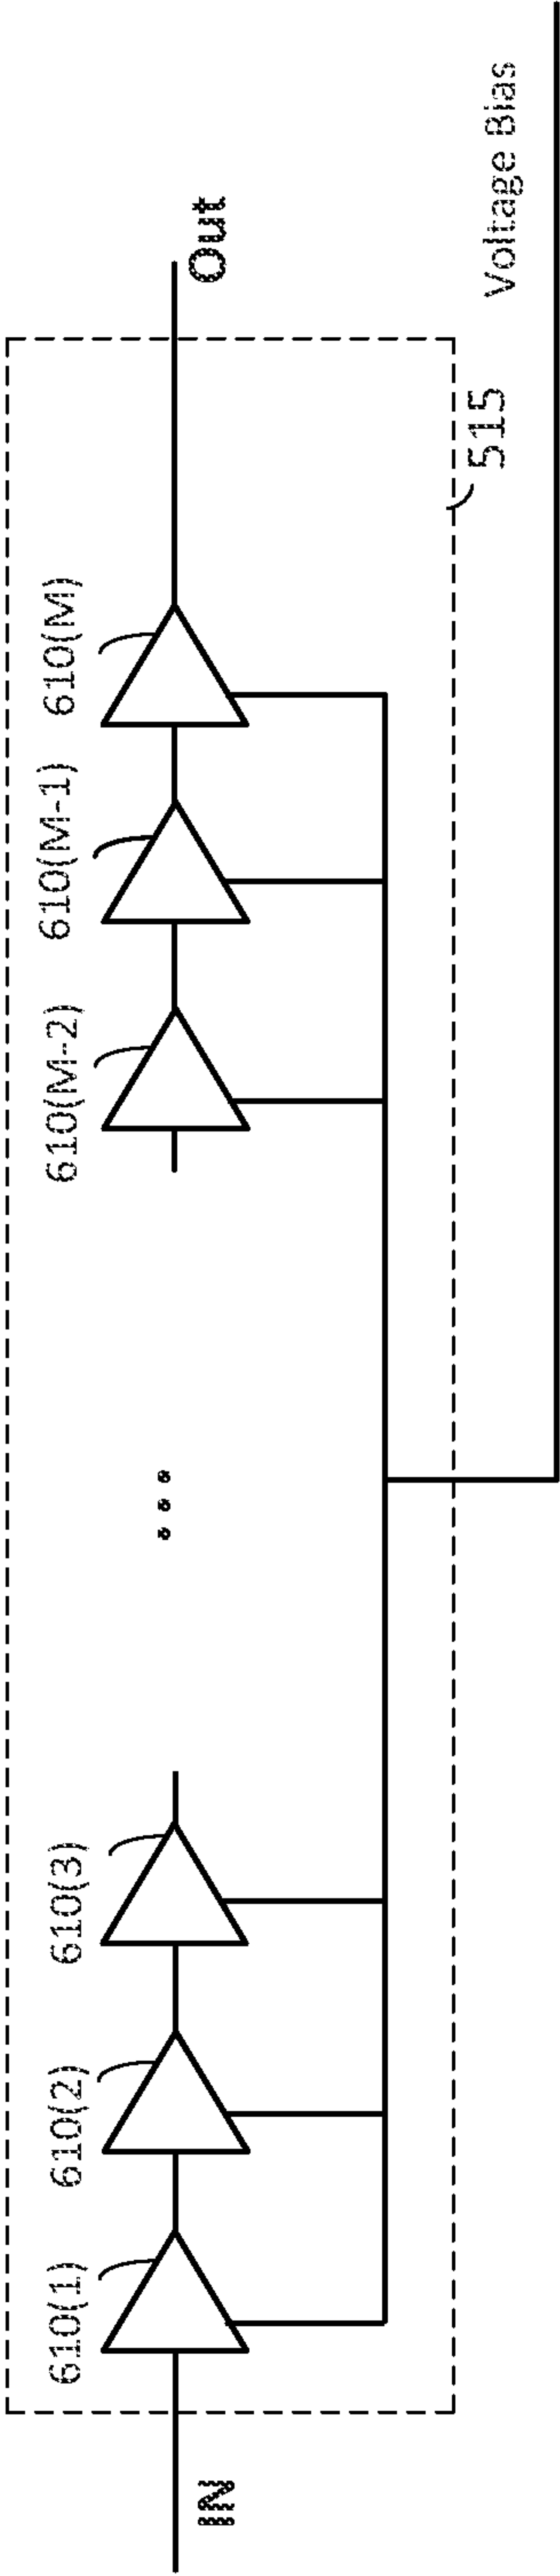 610(1)
610(2)
610(3)
...
610(M-2)
610(M-1)
610(M)
IN
Out
515
Voltage Bias